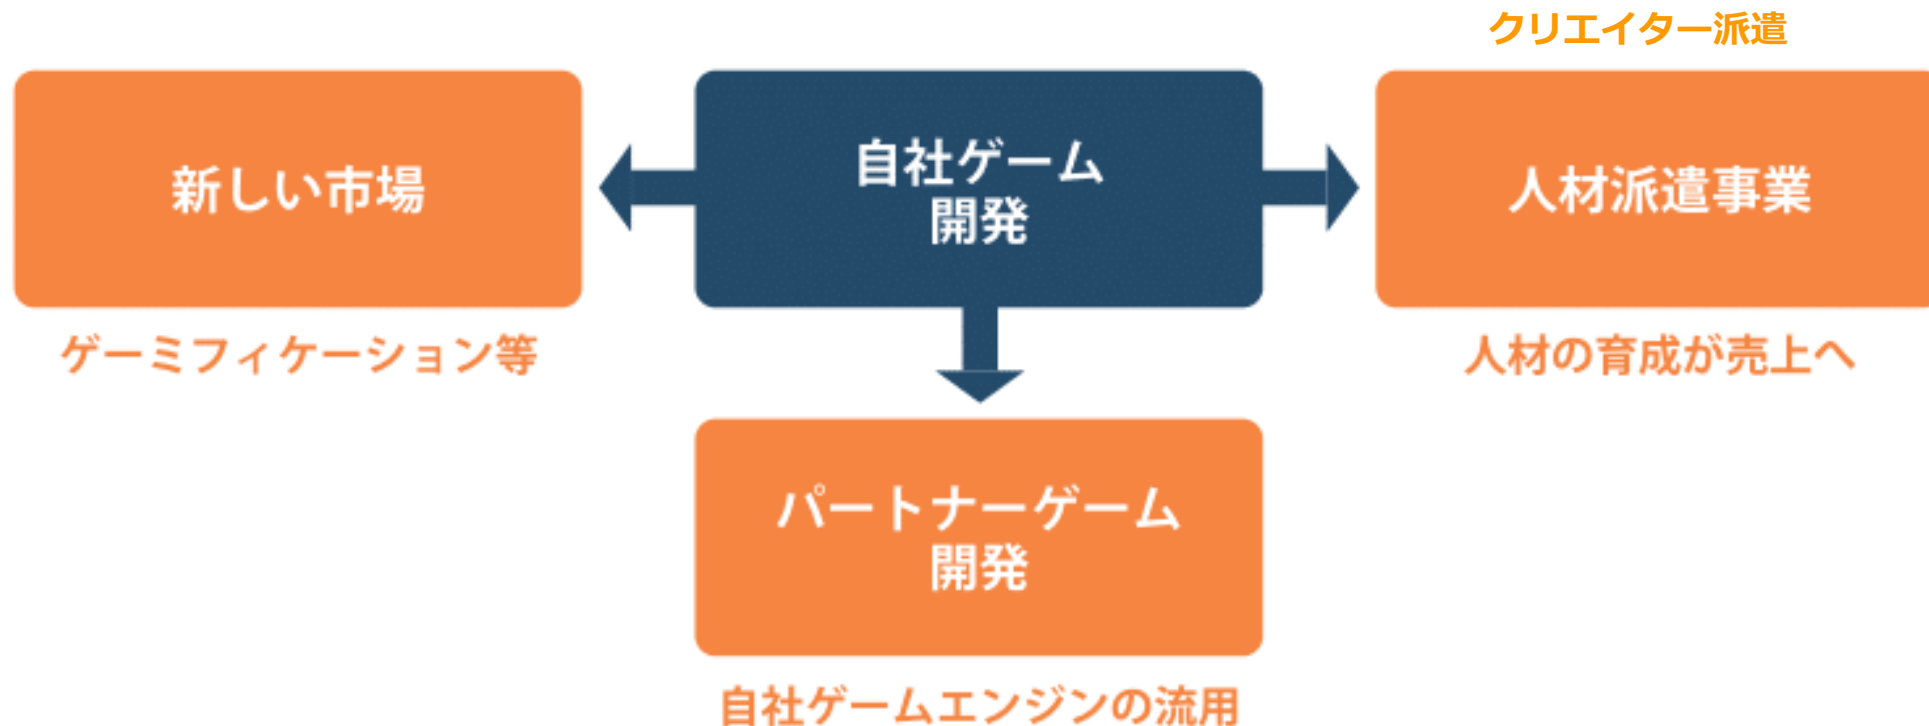 クリエイター派遣
新しい市場
自社ゲーム
開発
人材派遣事業
ゲーミフィケーション等
人材の育成が売上へ
パートナーゲーム
開発
自社ゲームエンジンの流用